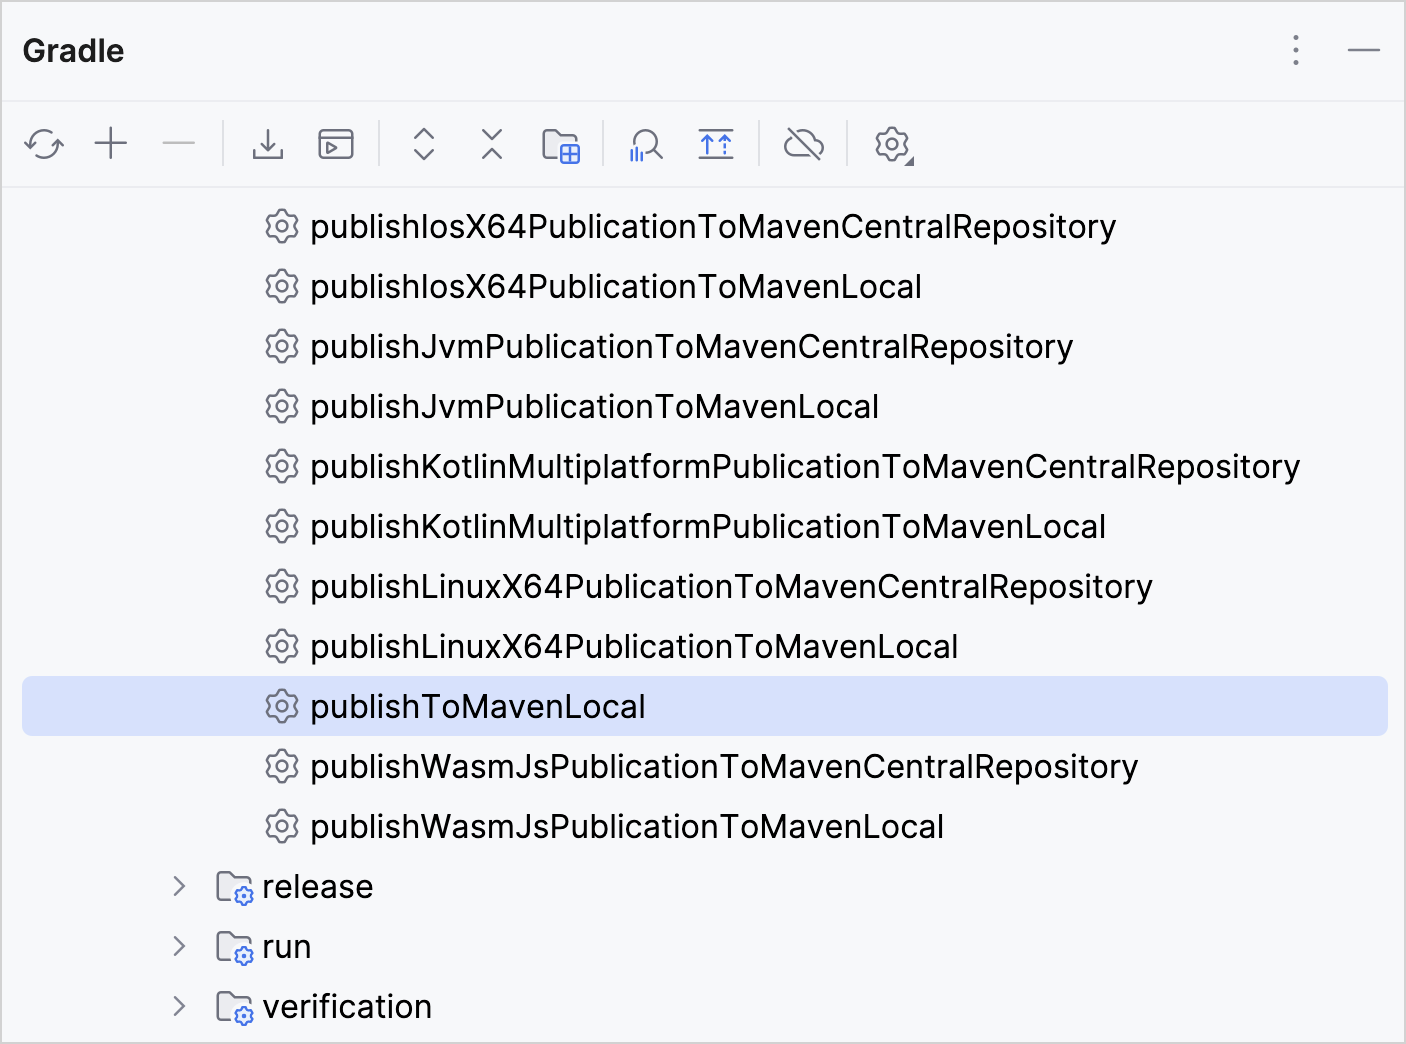 Gradle
publishIosX64PublicationToMavenCentralRepository
publishIosX64PublicationToMavenLocal
publishJvmPublicationToMavenCentralRepository
publishJvmPublicationToMavenLocal
publishKotlinMultiplatformPublicationToMavenCentralRepository
publishKotlinMultiplatformPublicationToMavenLocal
publishLinuxX64PublicationToMavenCentralRepository
publishLinuxX64PublicationToMavenLocal
publishToMavenLocal
publishWasmJsPublicationToMavenCentralRepository
publishWasmJsPublicationToMavenLocal
release
run
verification